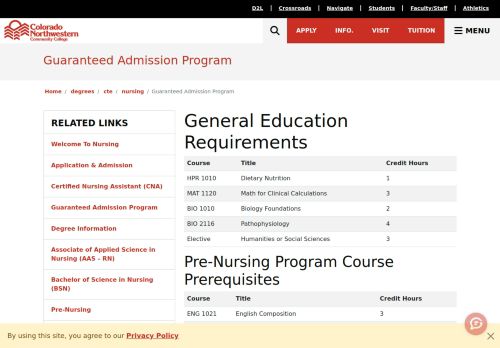 D2L | Crossroads | Navigate | Students | Faculty/Staff | Athletics
Colorado
Northwestern
Community College
APPLY INFO. VISIT TUITION MENU
Guaranteed Admission Program
Home / degrees / cte / nursing / Guaranteed Admission Program
RELATED LINKS
Welcome To Nursing
Application & Admission
Certified Nursing Assistant (CNA)
Guaranteed Admission Program
Degree Information
Associate of Applied Science in
Nursing (AAS - RN)
Bachelor of Science in Nursing
(BSN)
Pre-Nursing
General Education
Requirements
Course Title Credit Hours
HPR 1010 Dietary Nutrition 1
MAT 1120 Math for Clinical Calculations 3
BIO 1010 Biology Foundations 2
BIO 2116 Pathophysiology 4
Elective Humanities or Social Sciences 3
Pre-Nursing Program Course
Prerequisites
Course Title Credit Hours
ENG 1021 English Composition 3
By using this site, you agree to our Privacy Policy ×